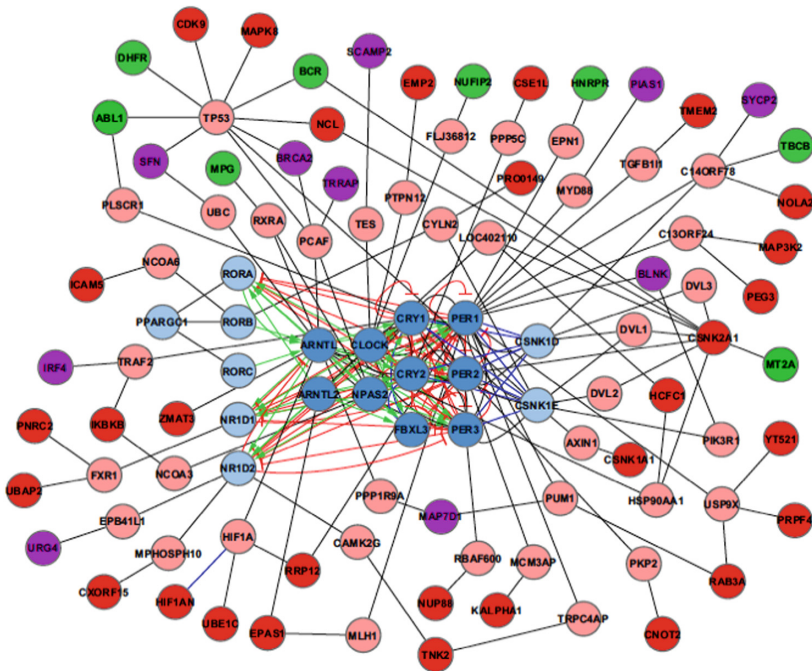 CDK9
MAPK8
DHFR
SCAMP2
BCR
EMP2
NUFIP2
CSE1L
HNRPR
PIAS1
TMEM2
SYCP2
ABL1
TP53
NCL
FLJ36812
PPP5C
EPN1
TGFB1I1
C14ORF78
TBCB
SFN
MPG
BRCA2
TRRAP
PTPN12
PRO0149
MYD88
NOLA2
PLSCR1
UBC
RXRA
PCAF
TES
CYLN2
LOC402110
C13ORF24
MAP3K2
NCOA6
RORA
BLNK
DVL3
PEG3
ICAM5
PPARGC1
RORB
ARNTL
CLOCK
CRY1
PER1
CSNK1D
DVL1
CSNK2A1
IRF4
TRAF2
RORC
CRY2
PER2
MT2A
ARNTL2
NPAS2
CSNK1E
DVL2
HCFC1
PNRC2
IKBKB
ZMAT3
NR1D1
FBXL3
PER3
AXIN1
PIK3R1
YT521
UBAP2
FXR1
NCOA3
NR1D2
CSNK1A1
PPP1R9A
PUM1
HSP90AA1
USP9X
URG4
EPB41L1
MAP7D1
PRPF4
MPHOSPH10
HIF1A
CAMK2G
RBAF600
MCM3AP
PKP2
RAB3A
CXORF15
HIF1AN
RRP12
NUP88
KALPHA1
UBE1C
EPAS1
MLH1
TNK2
TRPC4AP
CNOT2